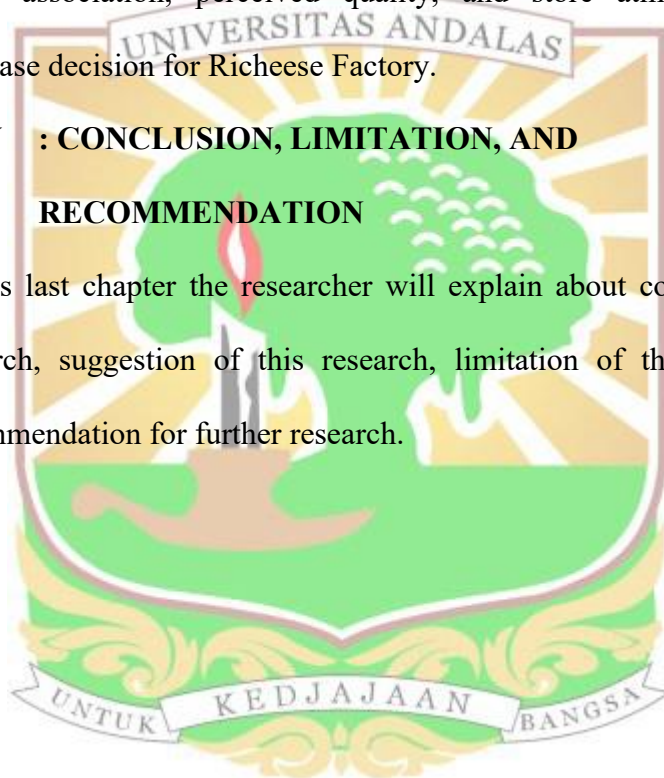 association, perceived quality, and store
UNIVERSITAS ANDALAS
ase decision for Richeese Factory.
: CONCLUSION, LIMITATION, AND
RECOMMENDATION
s last chapter the researcher will explain about co
rch, suggestion of this research, limitation of th
mmendation for further research.
UNTUK KEDJAJAAN BANGSA